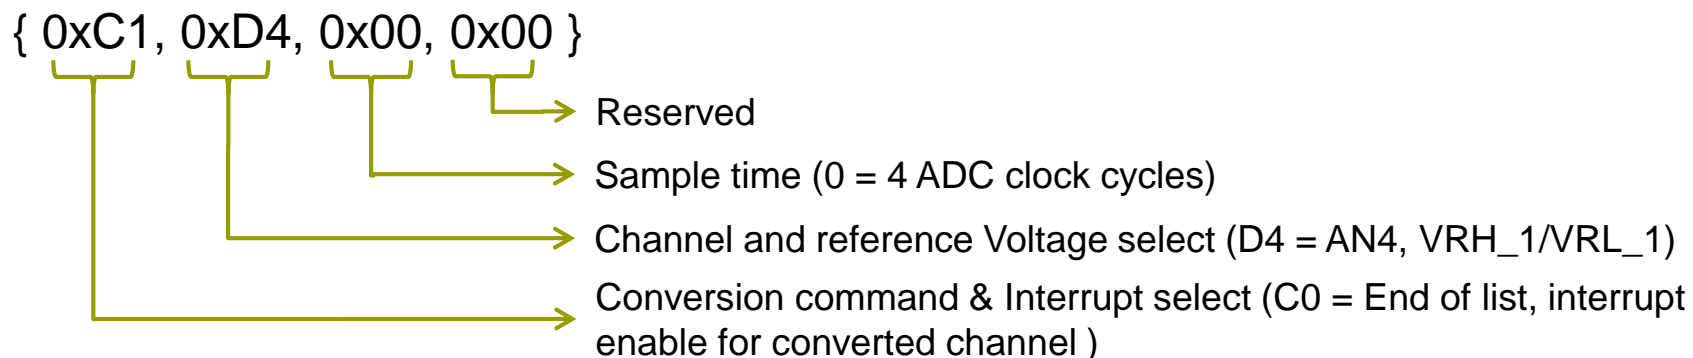 { 0xC1, 0xD4, 0x00, 0x00 }
Reserved
Sample time (0 = 4 ADC clock cycles)
Channel and reference Voltage select (D4 = AN4, VRH_1/VRL_1)
Conversion command & Interrupt select (C0 = End of list, interrupt
enable for converted channel )